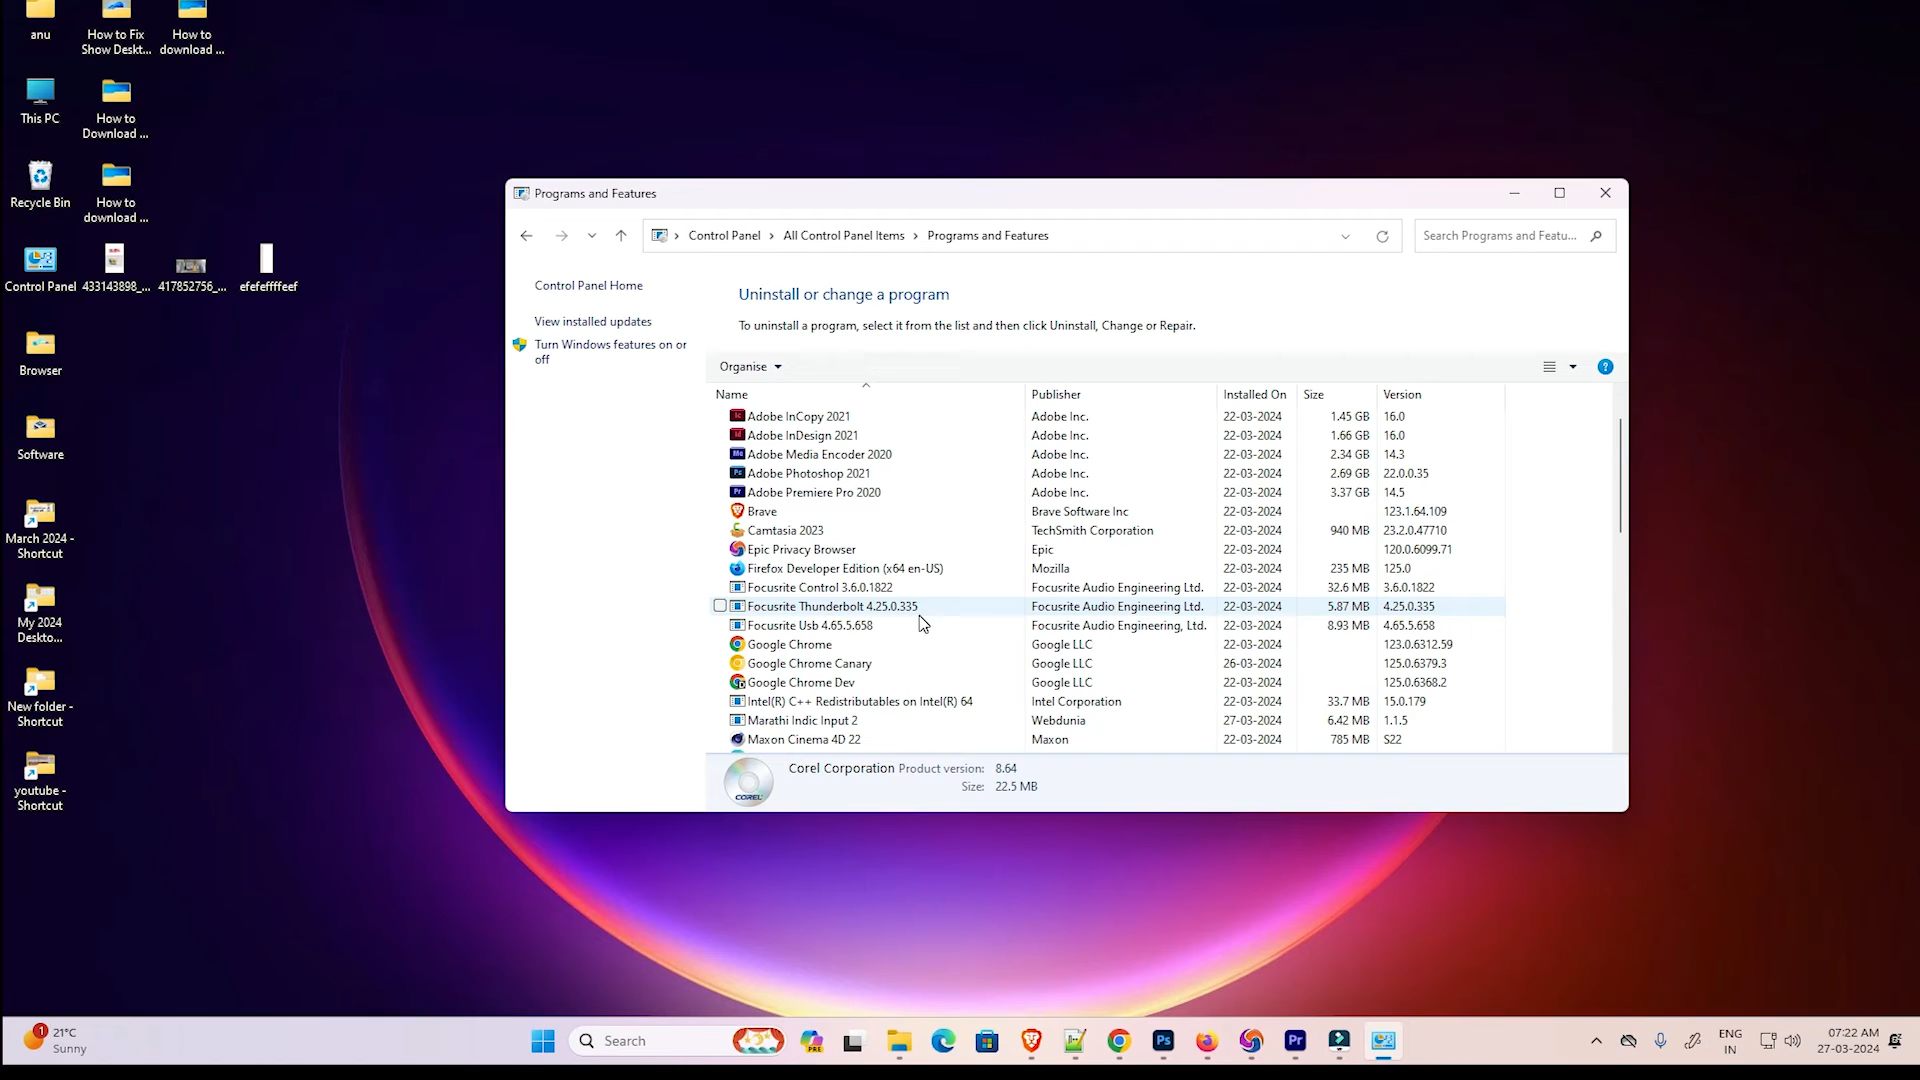 anu
How to Fix
Show Deskt...
How to
download ...
This PC
How to
Download ...
Recycle Bin
How to
download ...
Control Panel
433143898_...
417852756_...
efefeffffeef
Browser
Software
March 2024 -
Shortcut
My 2024
Deskto...
New folder -
Shortcut
youtube -
Shortcut
Programs and Features
Control Panel
All Control Panel Items
Programs and Features
Search Programs and Featu...
Control Panel Home
View installed updates
Turn Windows features on or
off
Uninstall or change a program
To uninstall a program, select it from the list and then click Uninstall, Change or Repair.
Organise
Name Publisher Installed On Size Version
Adobe InCopy 2021 Adobe Inc. 22-03-2024 1.45 GB 16.0
Adobe InDesign 2021 Adobe Inc. 22-03-2024 1.66 GB 16.0
Adobe Media Encoder 2020 Adobe Inc. 22-03-2024 2.34 GB 14.3
Adobe Photoshop 2021 Adobe Inc. 22-03-2024 2.69 GB 22.0.0.35
Adobe Premiere Pro 2020 Adobe Inc. 22-03-2024 3.37 GB 14.5
Brave Brave Software Inc 22-03-2024 123.1.64.109
Camtasia 2023 TechSmith Corporation 22-03-2024 940 MB 23.2.0.47710
Epic Privacy Browser Epic 22-03-2024 120.0.6099.71
Firefox Developer Edition (x64 en-US) Mozilla 22-03-2024 235 MB 125.0
Focusrite Control 3.6.0.1822 Focusrite Audio Engineering Ltd. 22-03-2024 32.6 MB 3.6.0.1822
Focusrite Thunderbolt 4.25.0.335 Focusrite Audio Engineering Ltd. 22-03-2024 5.87 MB 4.25.0.335
Focusrite Usb 4.65.5.658 Focusrite Audio Engineering, Ltd. 22-03-2024 8.93 MB 4.65.5.658
Google Chrome Google LLC 22-03-2024 123.0.6312.59
Google Chrome Canary Google LLC 26-03-2024 125.0.6379.3
Google Chrome Dev Google LLC 22-03-2024 125.0.6368.2
Intel(R) C++ Redistributables on Intel(R) 64 Intel Corporation 22-03-2024 33.7 MB 15.0.179
Marathi Indic Input 2 Webdunia 27-03-2024 6.42 MB 1.1.5
Maxon Cinema 4D 22 Maxon 22-03-2024 785 MB S22
COREL
Corel Corporation Product version: 8.64
Size: 22.5 MB
1
21°C
Sunny
Search
PRE
Ps
Pr
ENG
IN
07:22 AM
27-03-2024